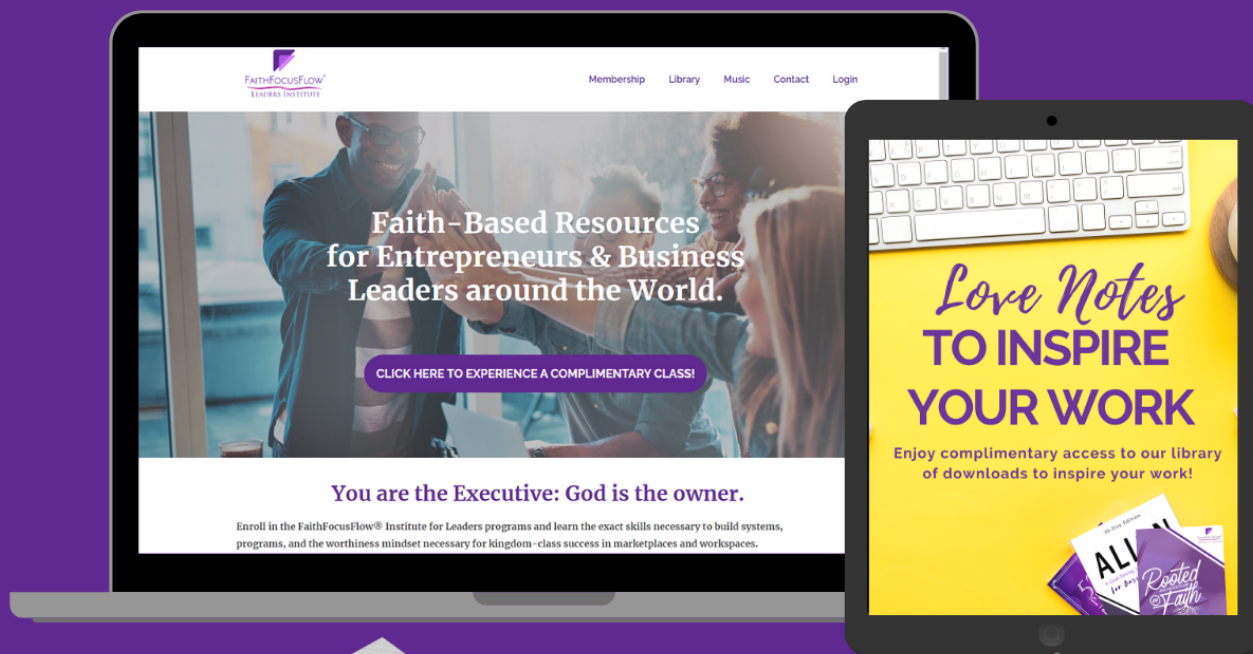 FaithFocusFlow®
Leaders Institute
Membership Library Music Contact Login
Faith-Based Resources
for Entrepreneurs & Business
Leaders around the World.
CLICK HERE TO EXPERIENCE A COMPLIMENTARY CLASS!
You are the Executive: God is the owner.
Enroll in the FaithFocusFlow® Institute for Leaders programs and learn the exact skills necessary to build systems,
programs, and the worthiness mindset necessary for kingdom-class success in marketplaces and workspaces.
Love Notes
TO INSPIRE
YOUR WORK
Enjoy complimentary access to our library
of downloads to inspire your work!
Rooted
Faith